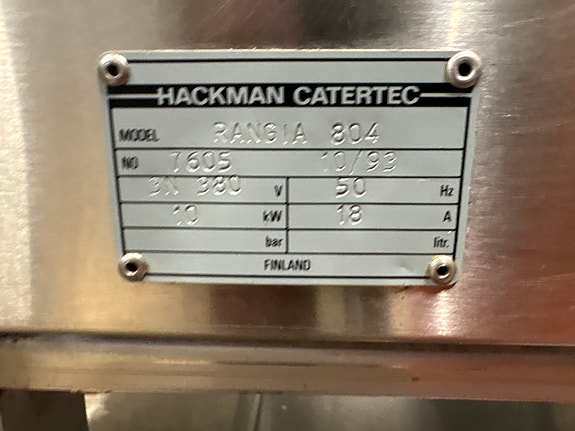 HACKMAN CATERTEC
MODEL RANGIA 804
NO 7605 10/93
3N 380 V 50 Hz
10 kW 18 A
bar litr.
FINLAND